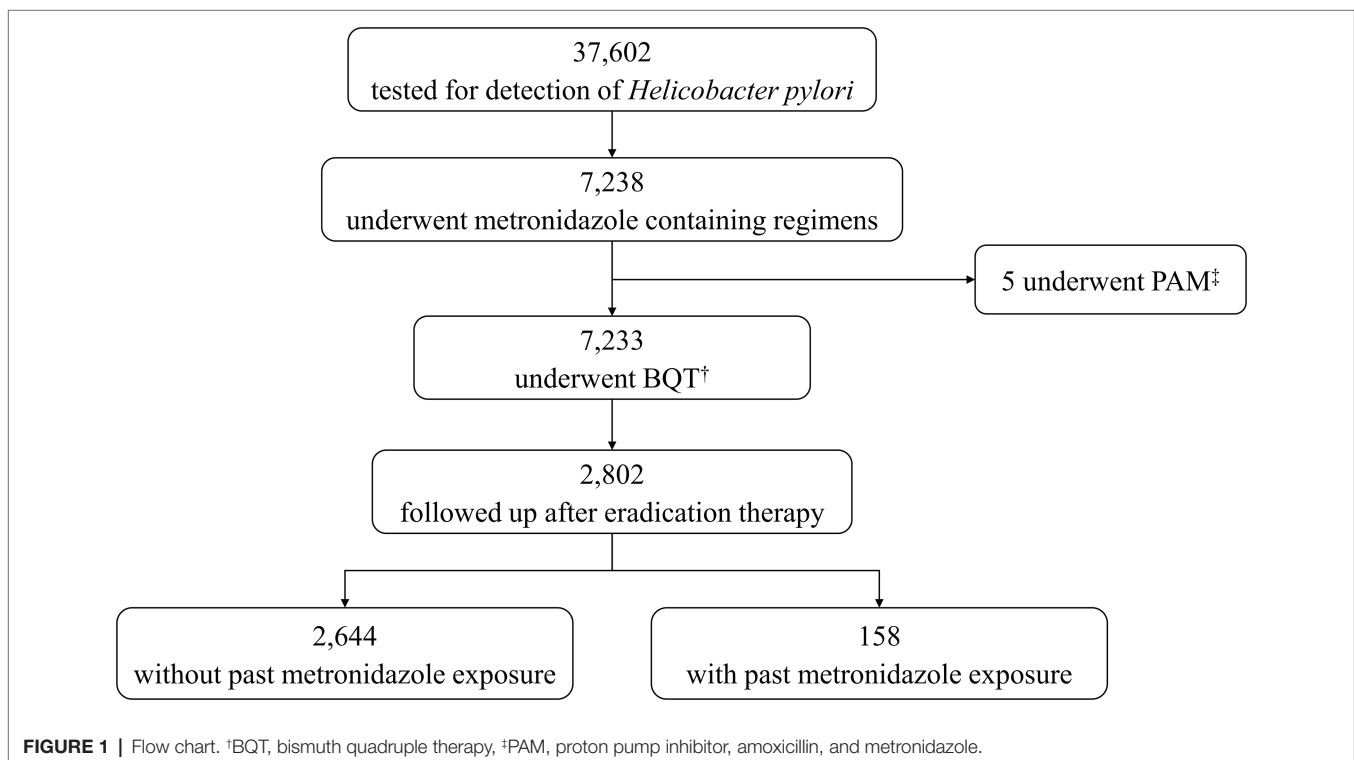 37,602
tested for detection of Helicobacter pylori
7,238
underwent metronidazole containing regimens
5 underwent PAM‡
7,233
underwent BQT†
2,802
followed up after eradication therapy
2,644
without past metronidazole exposure
158
with past metronidazole exposure
FIGURE 1 | Flow chart. †BQT, bismuth quadruple therapy, ‡PAM, proton pump inhibitor, amoxicillin, and metronidazole.